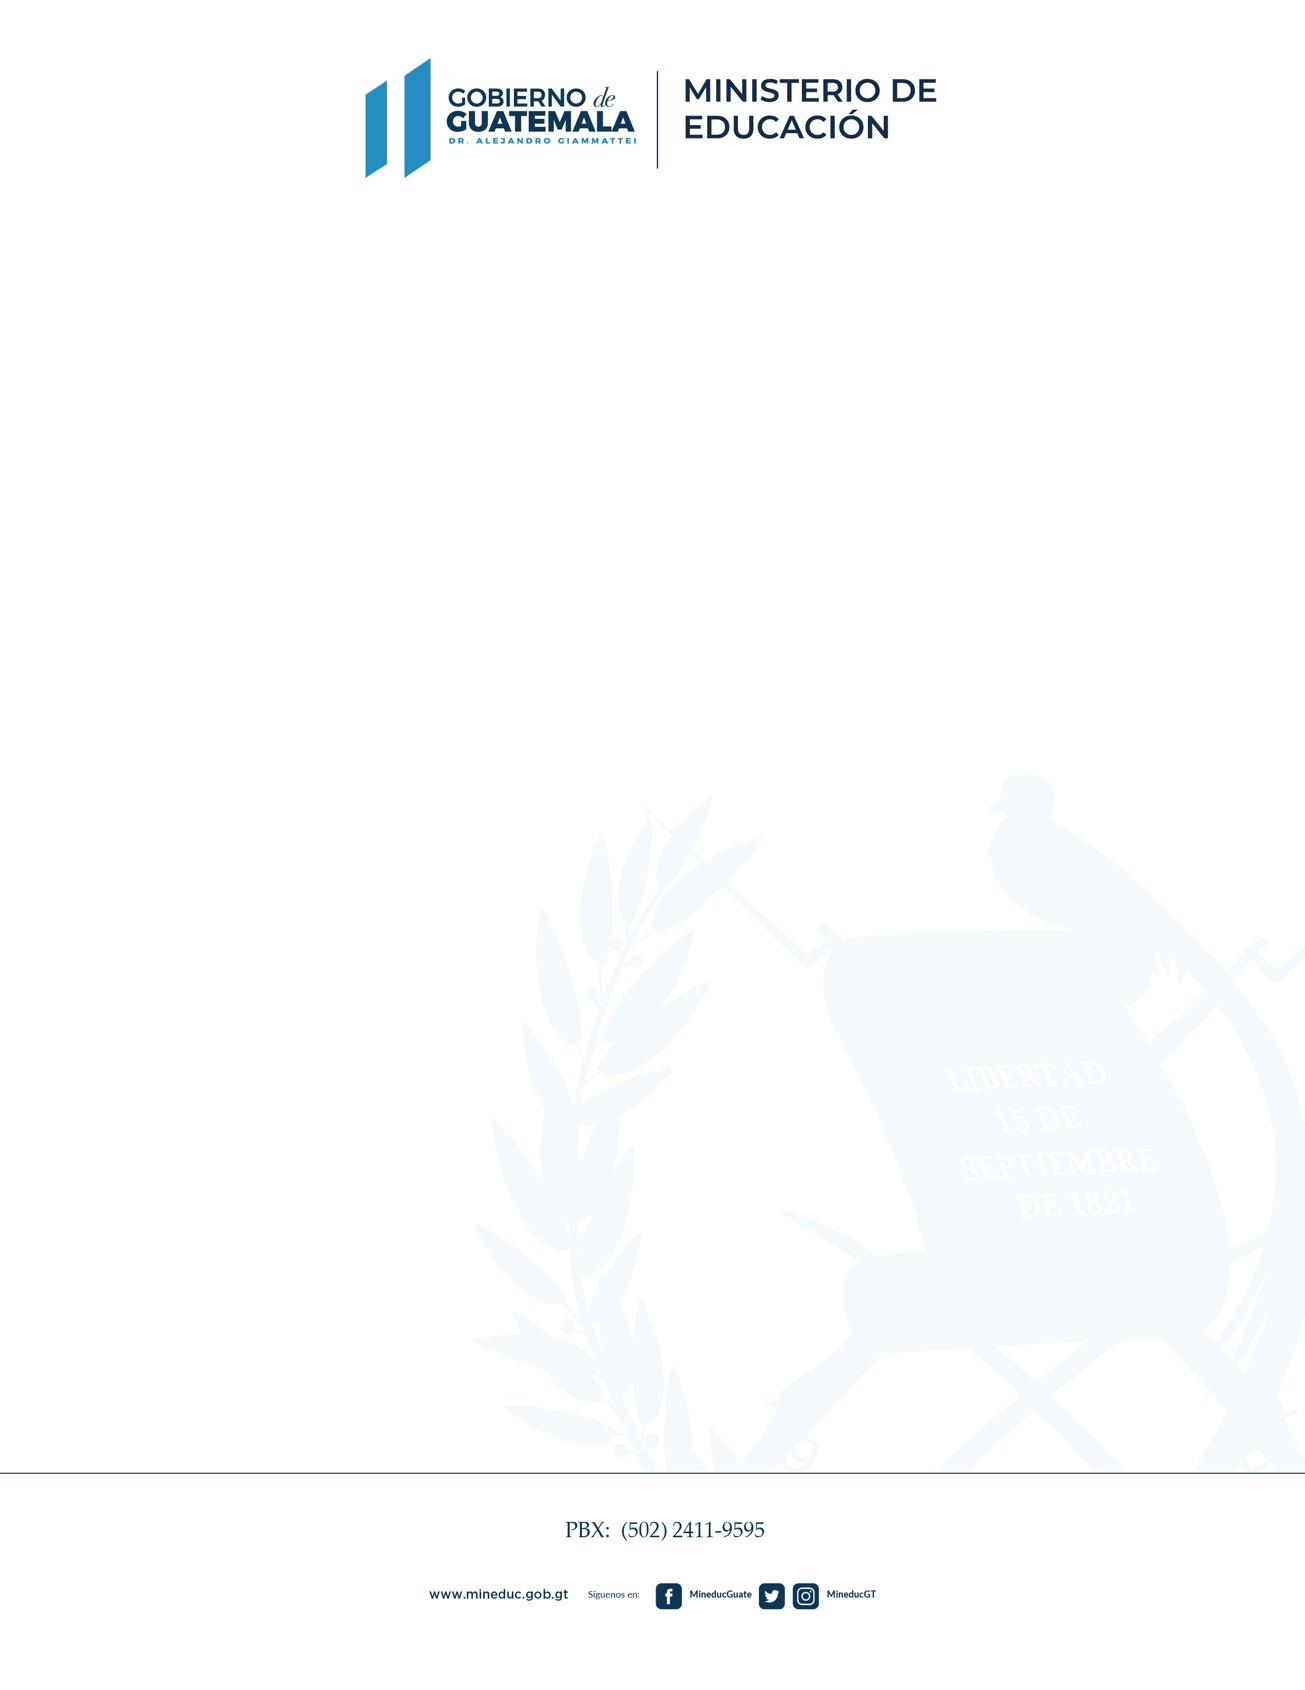 GOBIERNO de
GUATEMALA
DR. ALEJANDRO GIAMMATTEI
MINISTERIO DE
EDUCACIÓN
LIBERTAD
15 DE
SEPTIEMBRE
DE 1821
PBX: (502) 2411-9595
www.mineduc.gob.gt Síguenos en: MineducGuate MineducGT